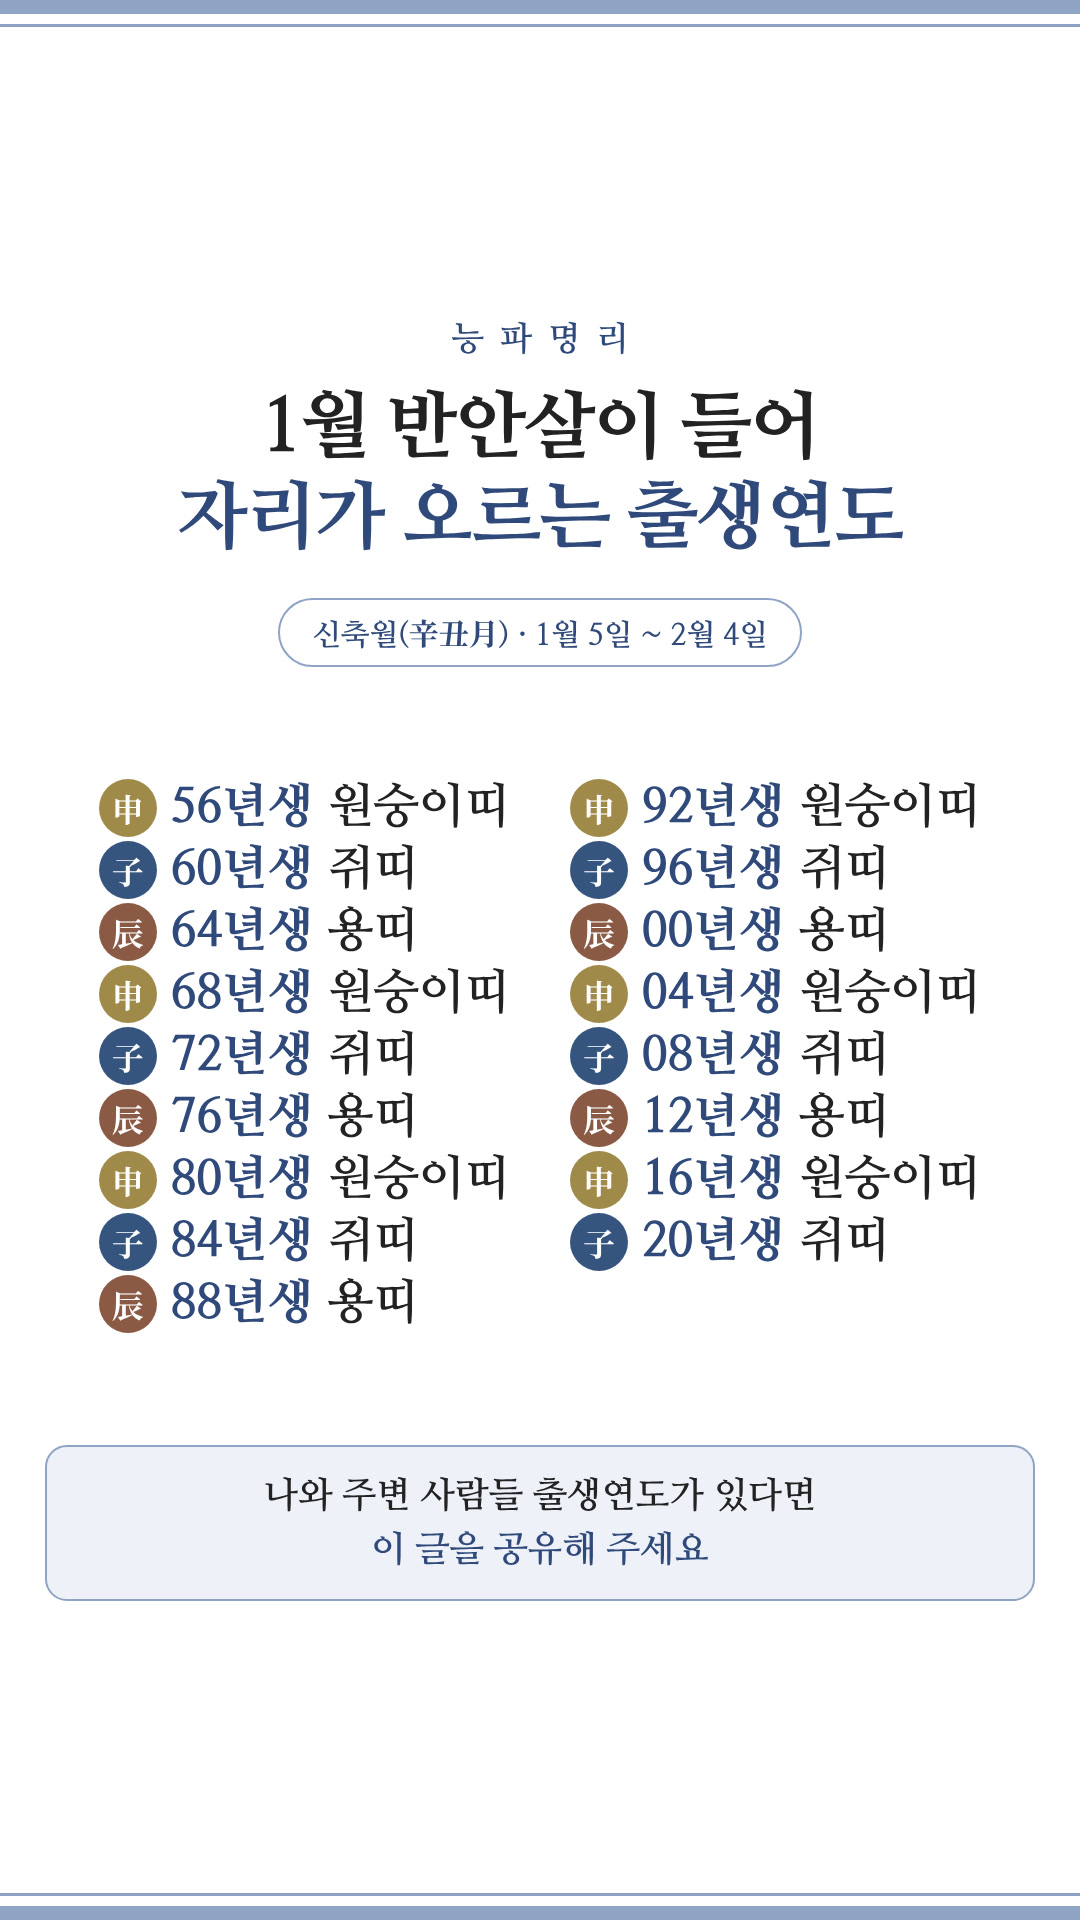 능파명리
1월 반안살이 들어
자리가 오르는 출생연도
신축월(辛丑月) · 1월 5일 ~ 2월 4일
申 56년생 원숭이띠
子 60년생 쥐띠
辰 64년생 용띠
申 68년생 원숭이띠
子 72년생 쥐띠
辰 76년생 용띠
申 80년생 원숭이띠
子 84년생 쥐띠
辰 88년생 용띠
申 92년생 원숭이띠
子 96년생 쥐띠
辰 00년생 용띠
申 04년생 원숭이띠
子 08년생 쥐띠
辰 12년생 용띠
申 16년생 원숭이띠
子 20년생 쥐띠
나와 주변 사람들 출생연도가 있다면
이 글을 공유해 주세요